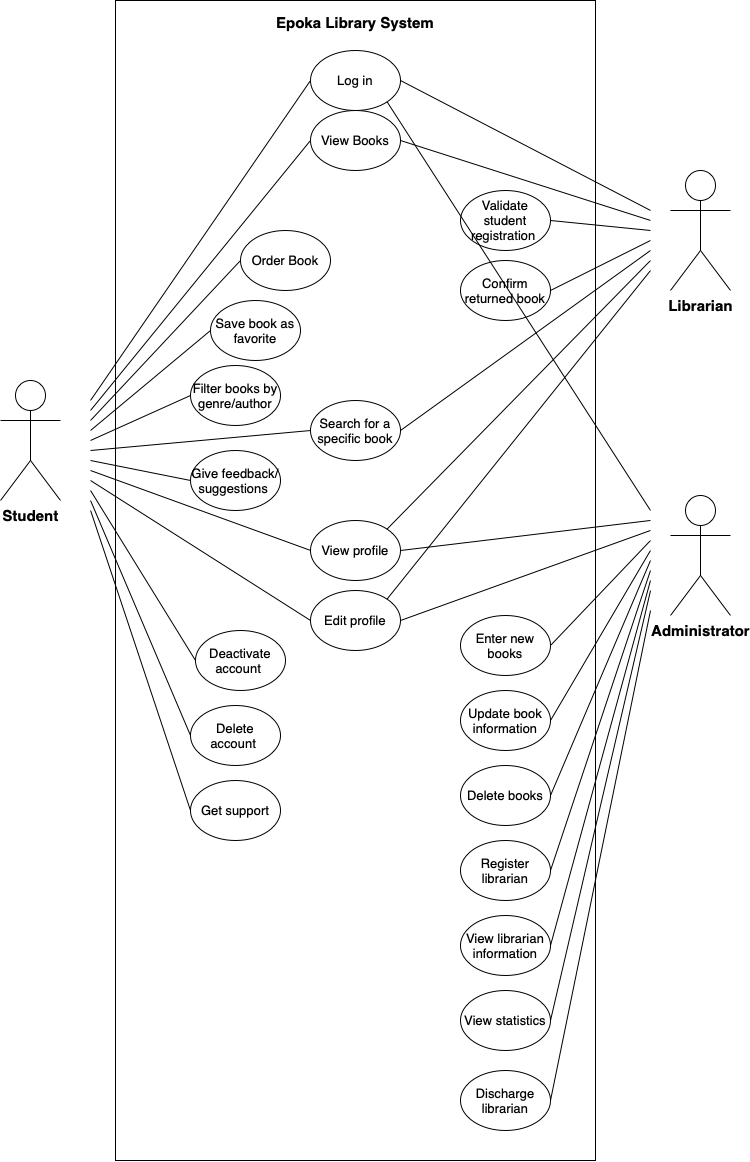 Epoka Library System
Log in
View Books
Validate
student
registration
Order Book
Confirm
returned book
Librarian
Save book as
favorite
Filter books by
genre/author
Search for a
specific book
Give feedback/
suggestions
Student
View profile
Edit profile
Administrator
Enter new
books
Deactivate
account
Update book
information
Delete
account
Delete books
Get support
Register
librarian
View librarian
information
View statistics
Discharge
librarian